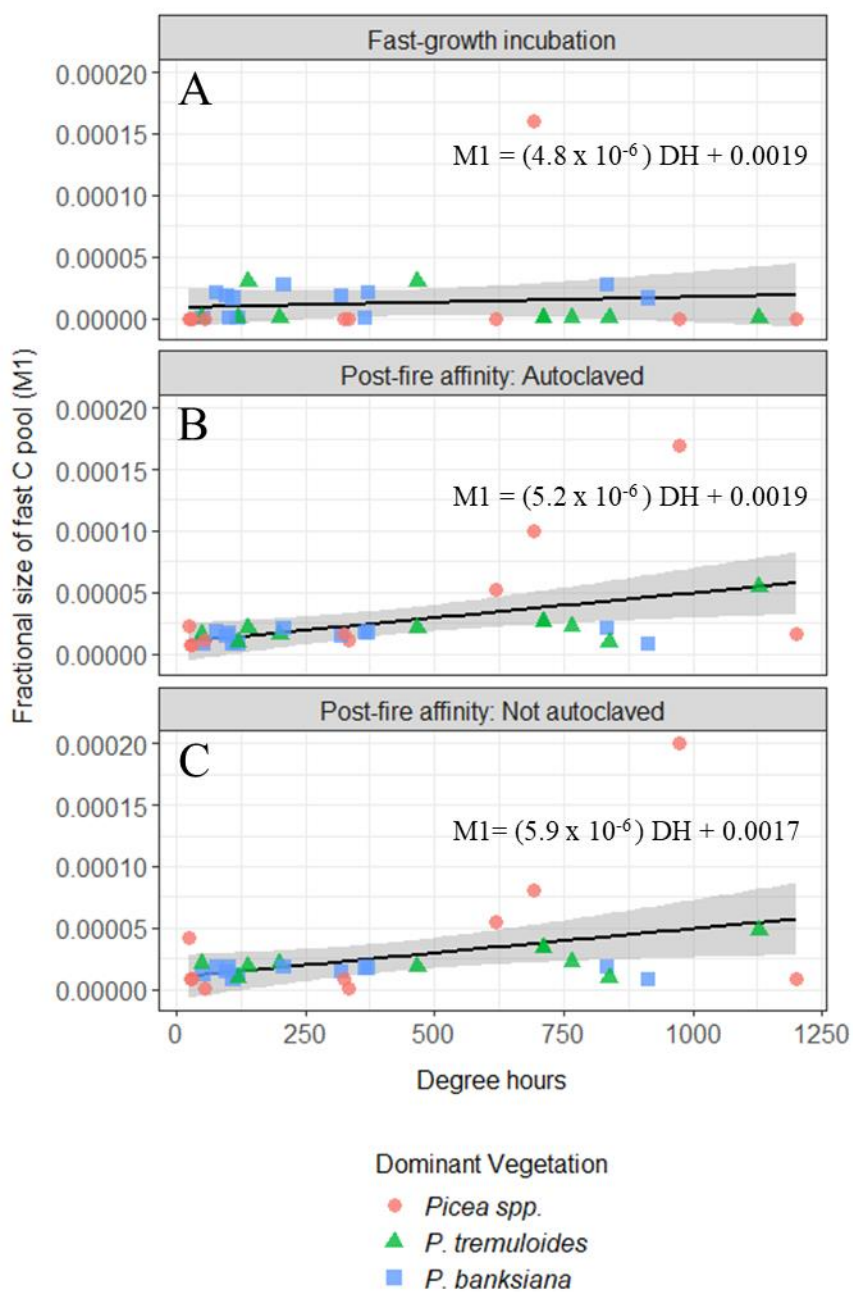 Fast-growth incubation
A
0.00020
0.00015
0.00010
0.00005
0.00000
M1 = (4.8 x 10⁻⁶) DH + 0.0019
Post-fire affinity: Autoclaved
B
0.00020
0.00015
0.00010
0.00005
0.00000
M1 = (5.2 x 10⁻⁶) DH + 0.0019
Fractional size of fast C pool (M1)
Post-fire affinity: Not autoclaved
C
0.00020
0.00015
0.00010
0.00005
0.00000
M1= (5.9 x 10⁻⁶) DH + 0.0017
0 250 500 750 1000 1250
Degree hours
Dominant Vegetation
Picea spp.
P. tremuloides
P. banksiana